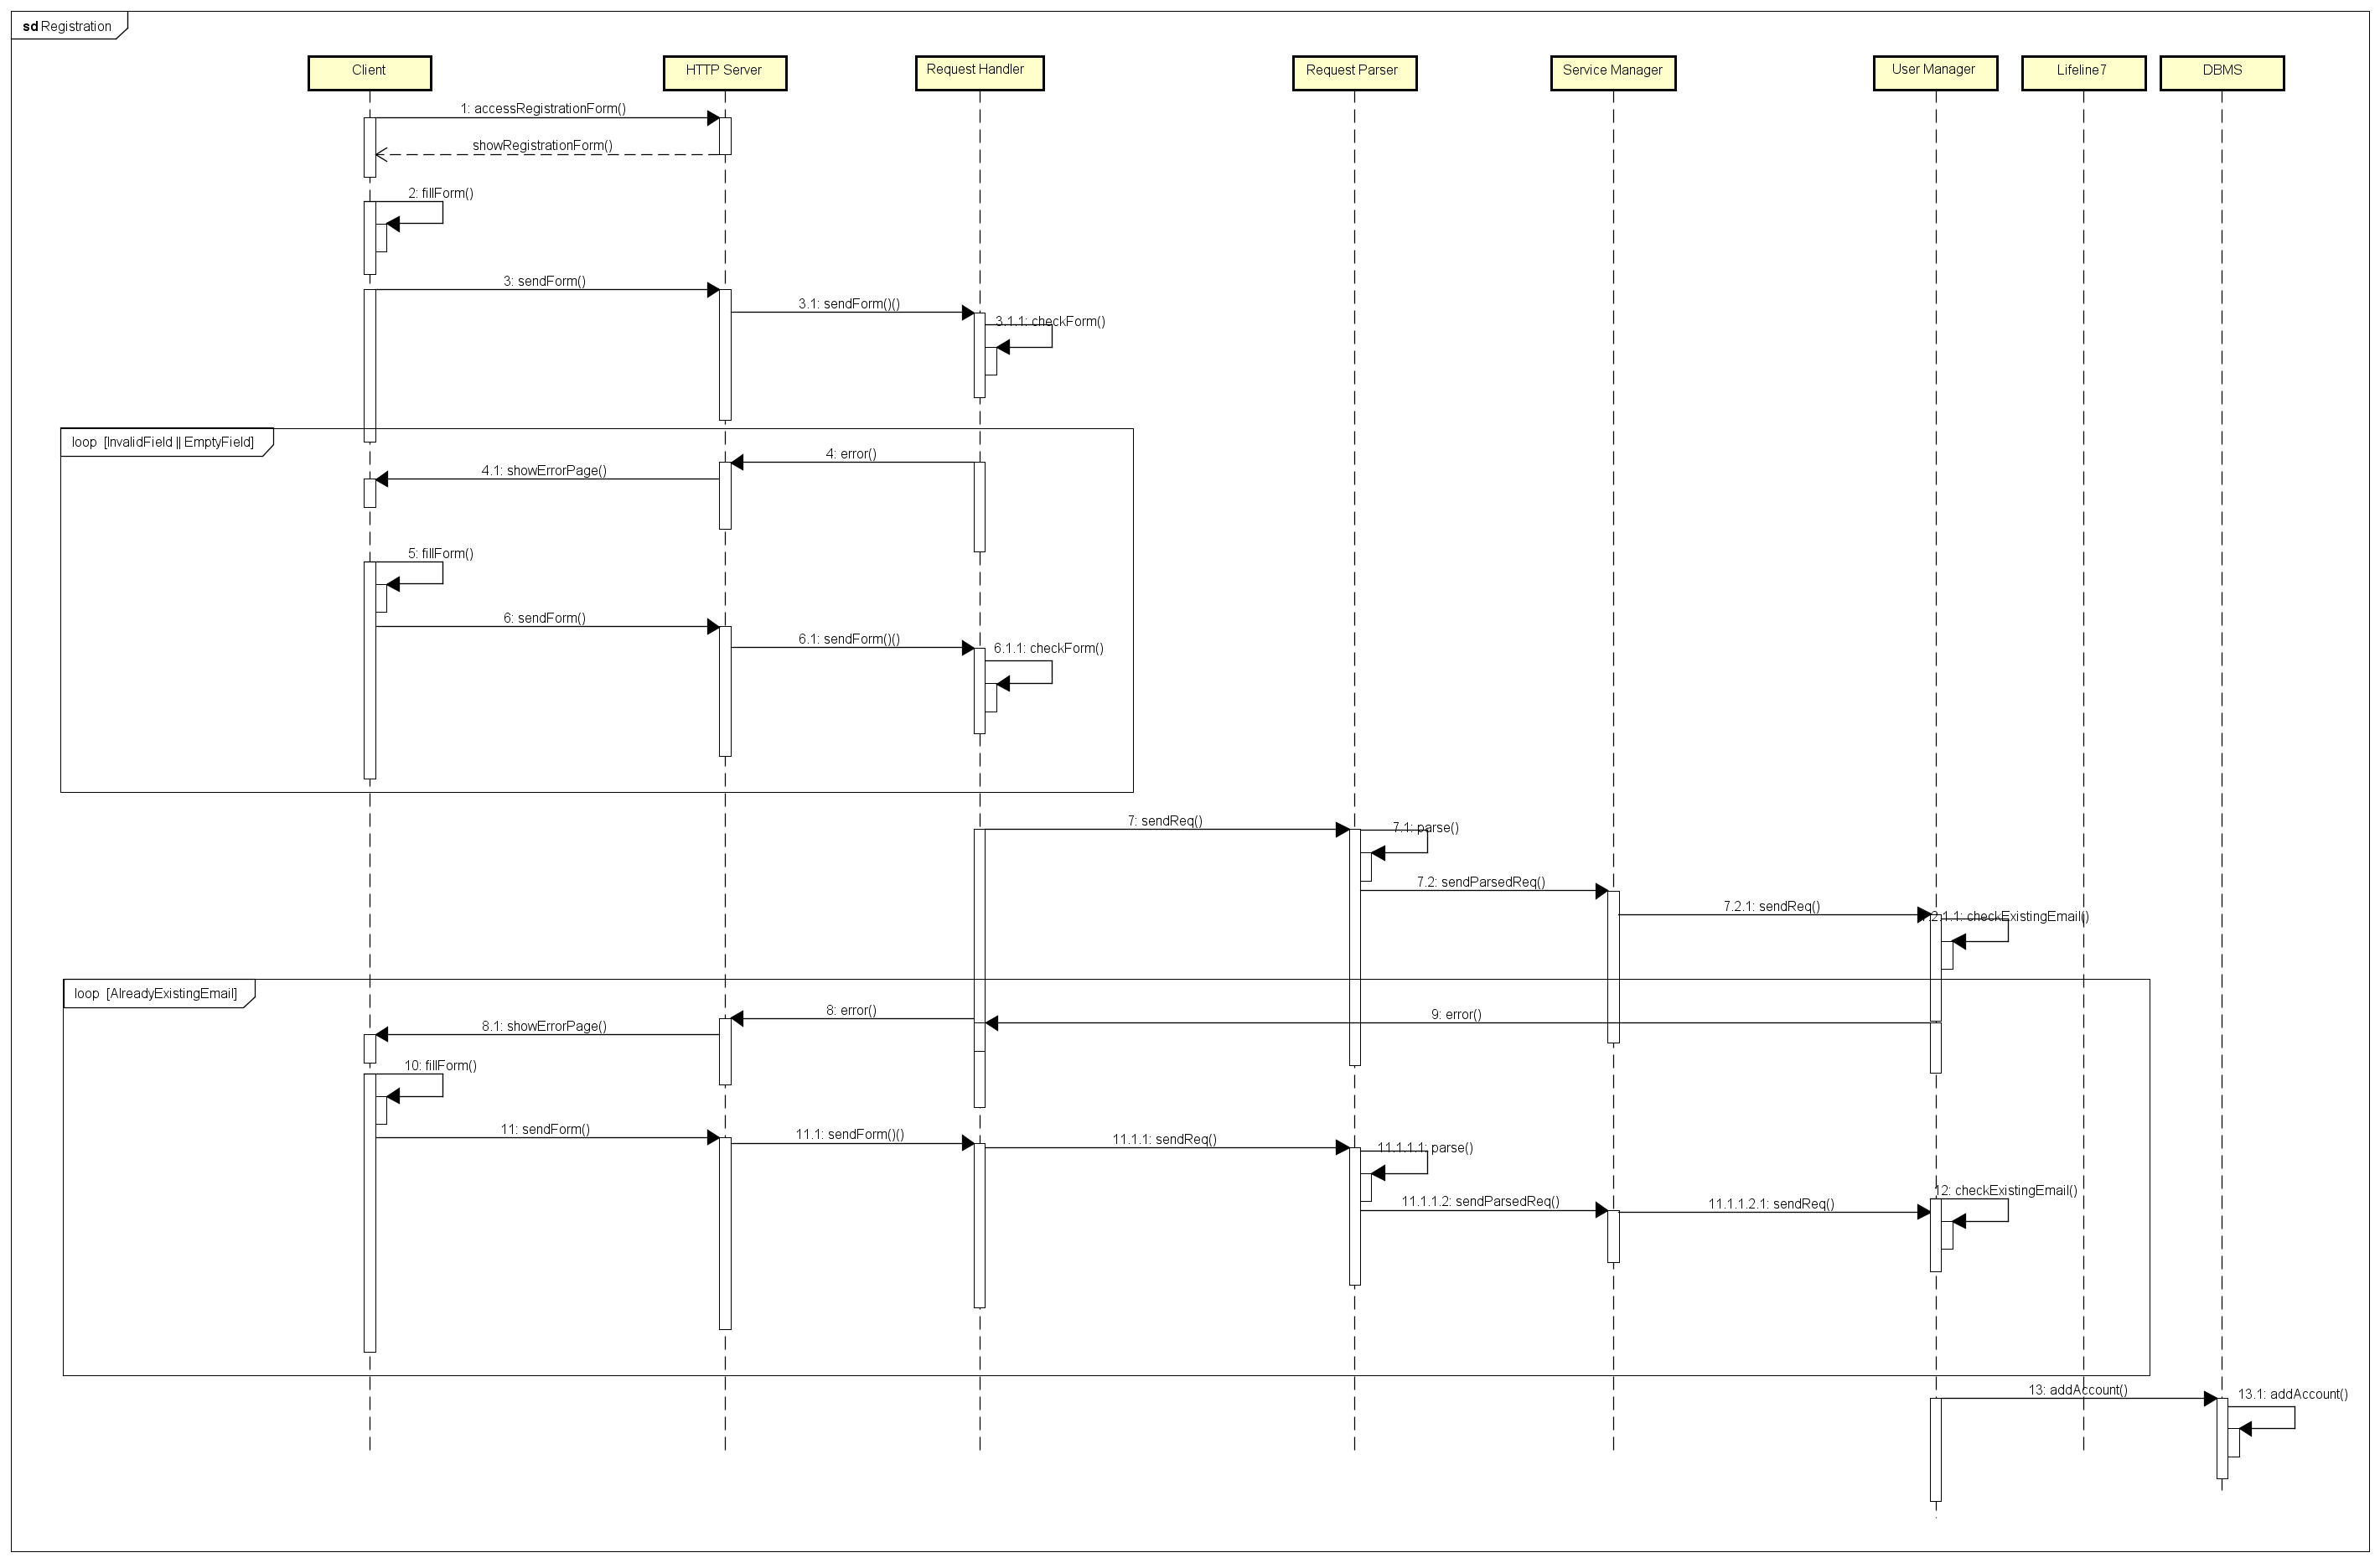 sd Registration
Client
HTTP Server
Request Handler
Request Parser
Service Manager
User Manager
Lifeline7
DBMS
1: accessRegistrationForm()
showRegistrationForm()
2: fillForm()
3: sendForm()
3.1: sendForm()()
3.1.1: checkForm()
loop [InvalidField || EmptyField]
4: error()
4.1: showErrorPage()
5: fillForm()
6: sendForm()
6.1: sendForm()()
6.1.1: checkForm()
7: sendReq()
7.1: parse()
7.2: sendParsedReq()
7.2.1: sendReq()
7.2.1.1: checkExistingEmail()
loop [AlreadyExistingEmail]
8: error()
9: error()
8.1: showErrorPage()
10: fillForm()
11: sendForm()
11.1: sendForm()()
11.1.1: sendReq()
11.1.1.1: parse()
11.1.1.2: sendParsedReq()
11.1.1.2.1: sendReq()
12: checkExistingEmail()
13: addAccount()
13.1: addAccount()